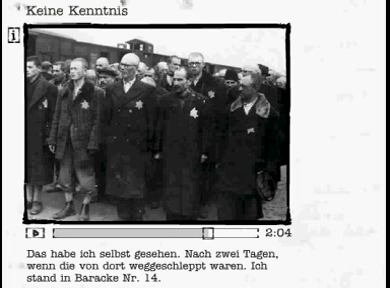 Keine Kenntnis
i
2:04
Das habe ich selbst gesehen. Nach zwei Tagen,
wenn die von dort weggeschleppt waren. Ich
stand in Baracke Nr. 14.